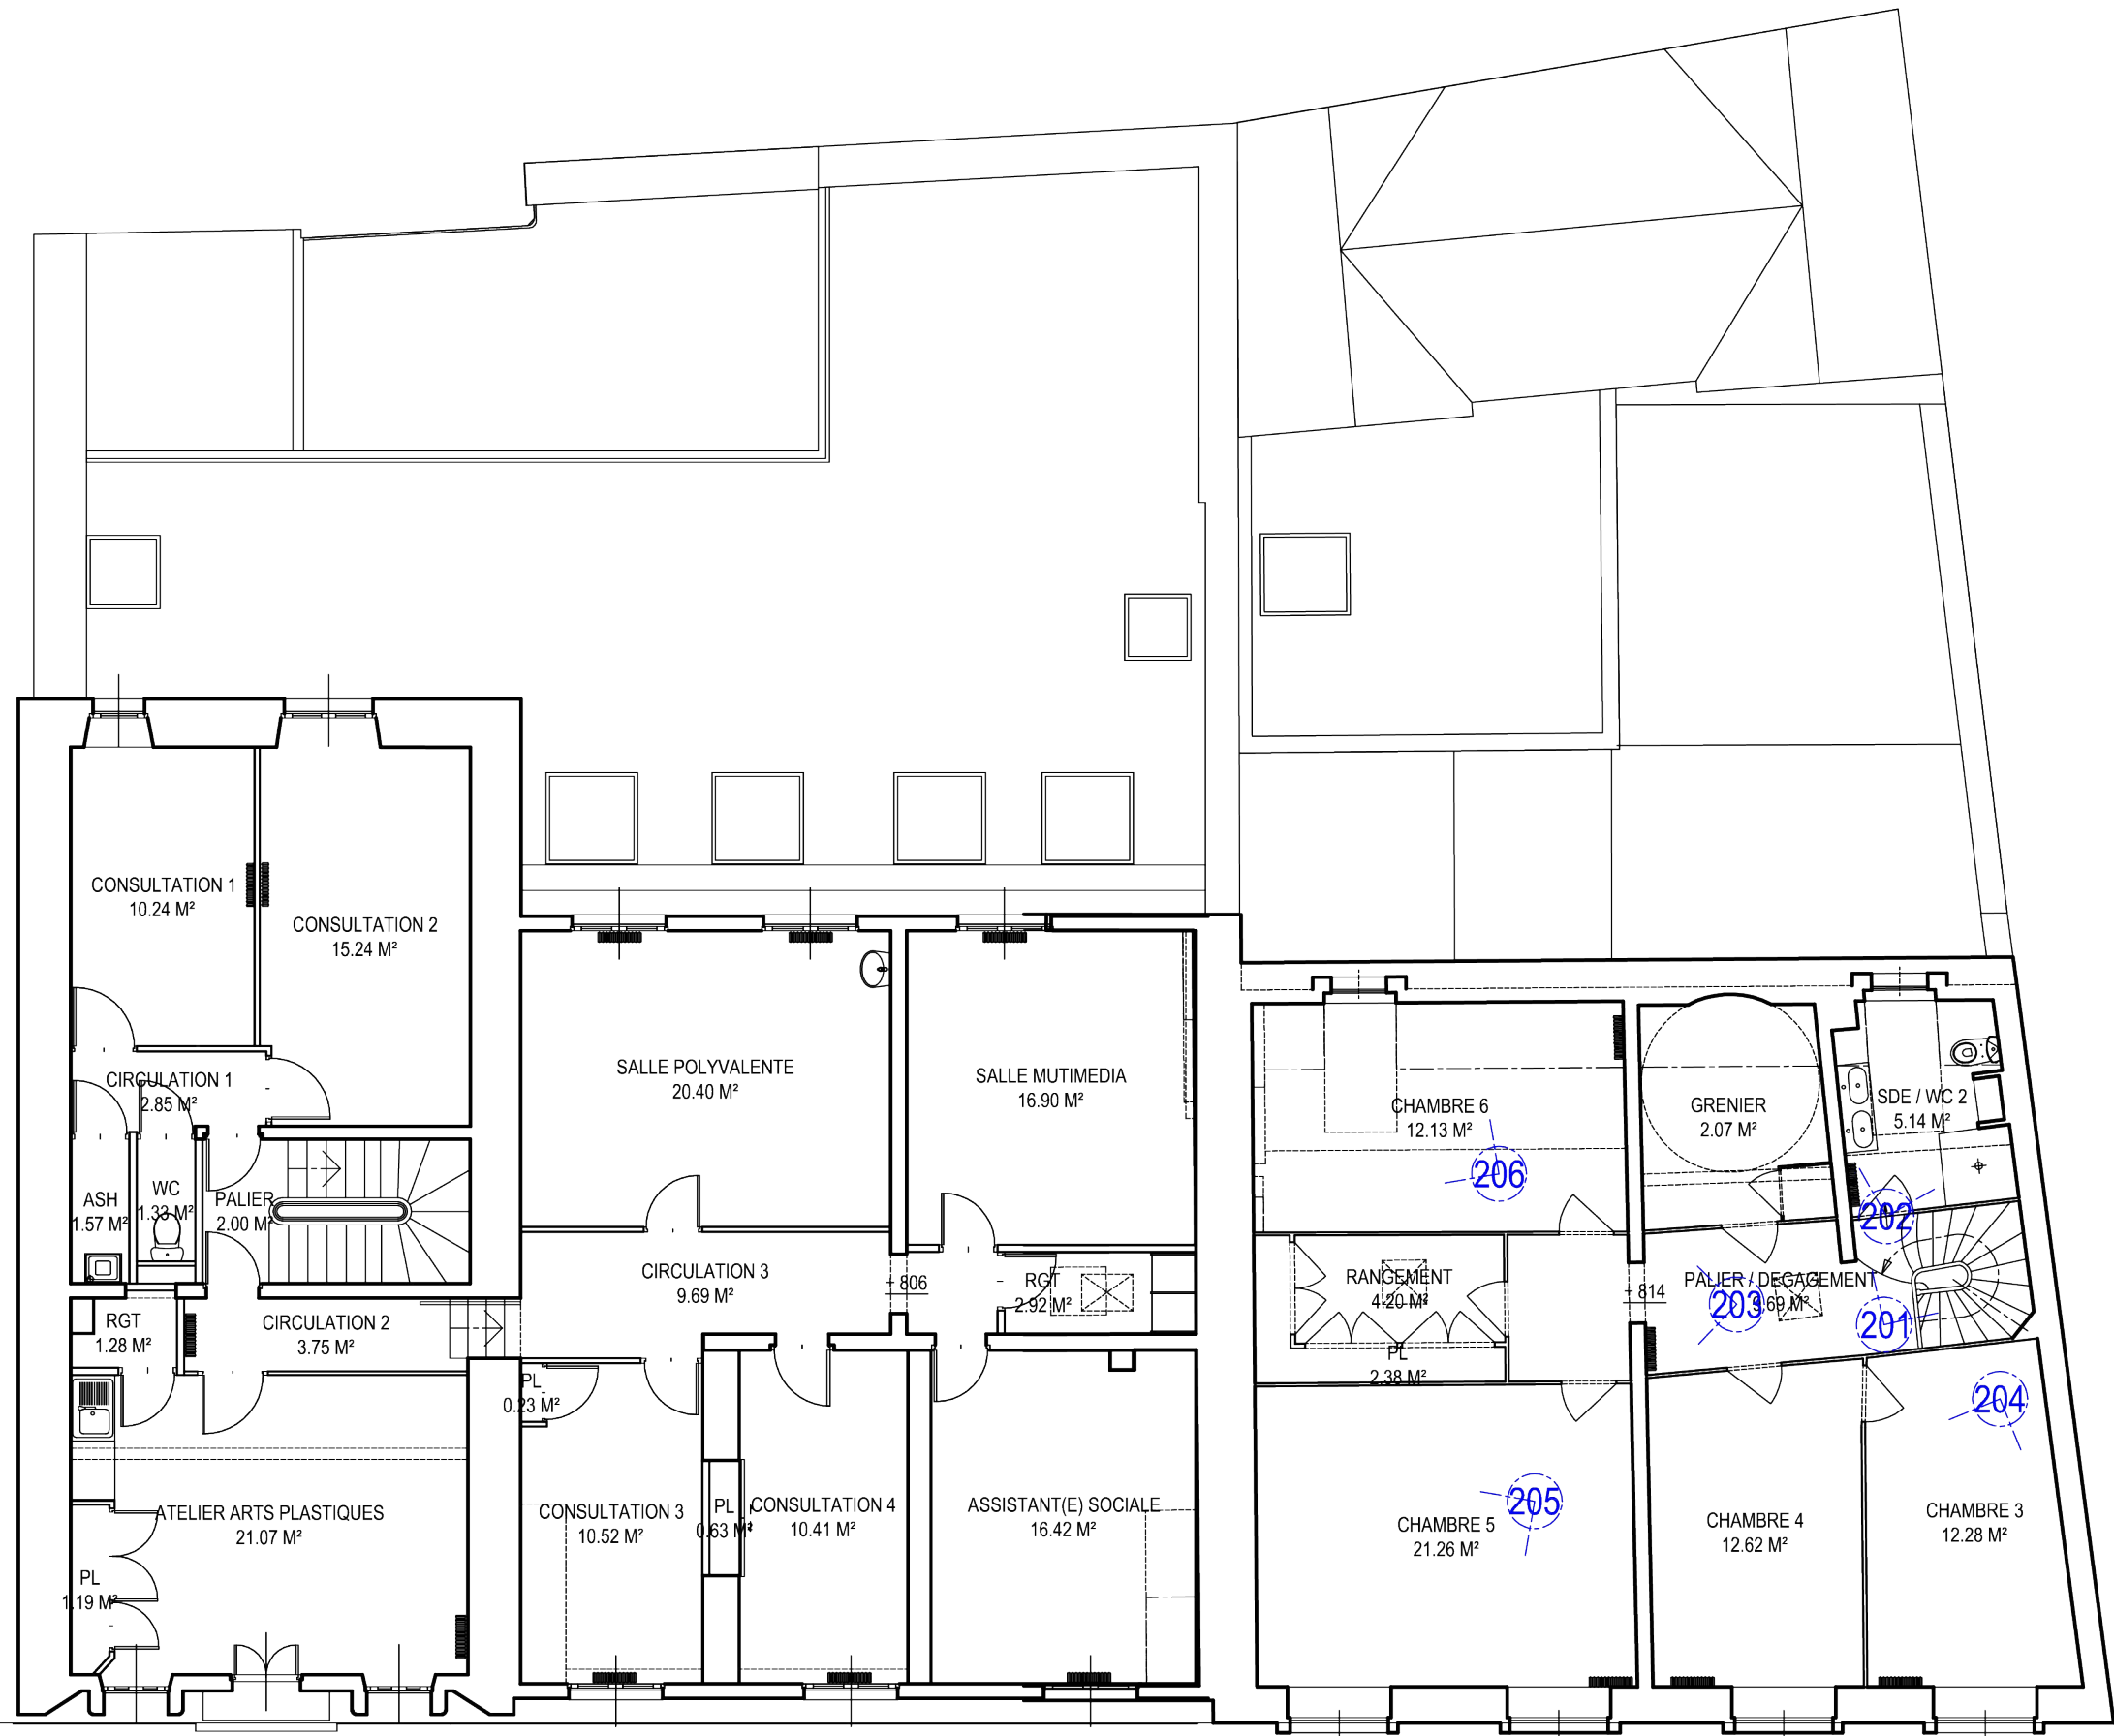 CONSULTATION 1
10.24 M²
CONSULTATION 2
15.24 M²
CIRCULATION 1
2.85 M²
ASH
1.57 M²
WC
1.33 M²
PALIER
2.00 M²
RGT
1.28 M²
CIRCULATION 2
3.75 M²
ATELIER ARTS PLASTIQUES
21.07 M²
PL
1.19 M²
SALLE POLYVALENTE
20.40 M²
SALLE MUTIMEDIA
16.90 M²
CIRCULATION 3
9.69 M²
+ 806
RGT
2.92 M²
PL
0.23 M²
CONSULTATION 3
10.52 M²
PL
0.63 M²
CONSULTATION 4
10.41 M²
ASSISTANT(E) SOCIALE
16.42 M²
CHAMBRE 6
12.13 M²
206
GRENIER
2.07 M²
SDE / WC 2
5.14 M²
202
RANGEMENT
4.20 M²
+ 814
PALIER / DEGAGEMENT
203
201
PL
2.38 M²
204
205
CHAMBRE 5
21.26 M²
CHAMBRE 4
12.62 M²
CHAMBRE 3
12.28 M²